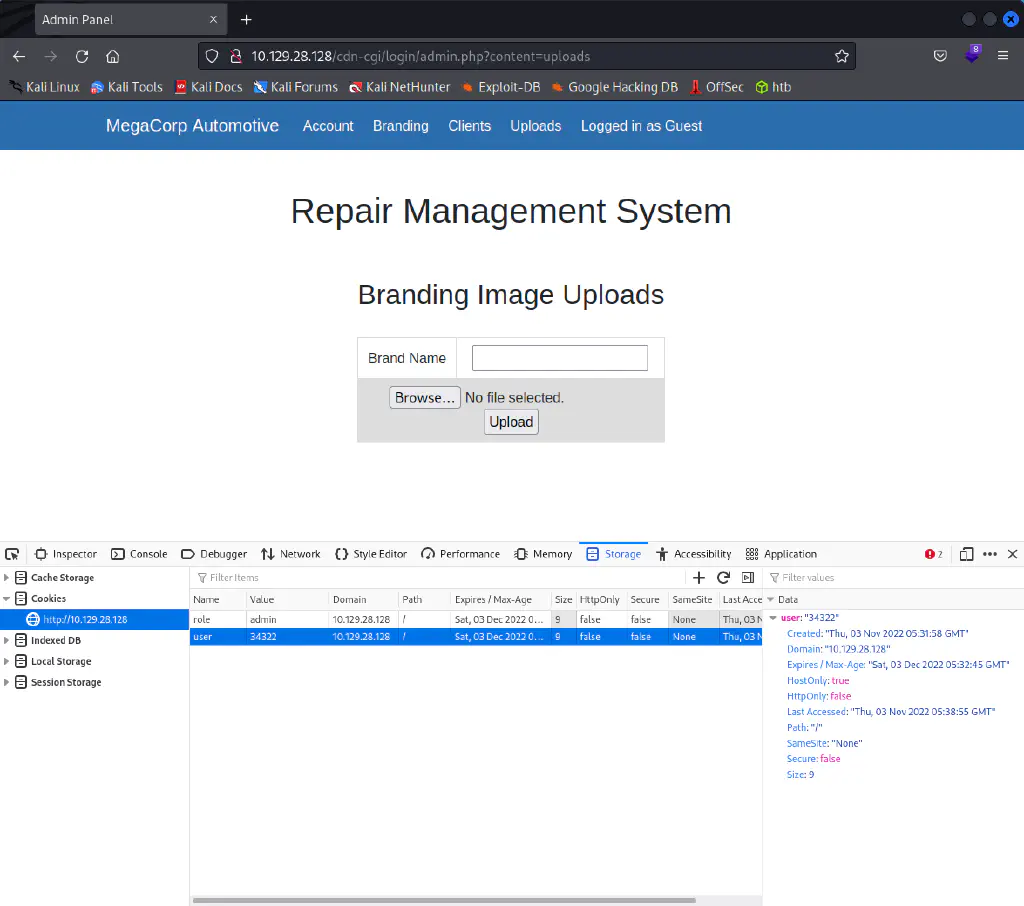 Admin Panel
10.129.28.128/cdn-cgi/login/admin.php?content=uploads
8
Kali Linux Kali Tools Kali Docs Kali Forums Kali NetHunter Exploit-DB Google Hacking DB OffSec htb
MegaCorp Automotive Account Branding Clients Uploads Logged in as Guest
Repair Management System
Branding Image Uploads
Brand Name
Browse... No file selected.
Upload
Inspector Console Debugger Network Style Editor Performance Memory Storage Accessibility Application 2
Cache Storage
Cookies
http://10.129.28.128
Indexed DB
Local Storage
Session Storage
Filter Items
Name Value Domain Path Expires / Max-Age Size HttpOnly Secure SameSite Last Acce
role admin 10.129.28.128 / Sat, 03 Dec 2022 0... 9 false false None Thu, 03 N
user 34322 10.129.28.128 / Sat, 03 Dec 2022 0... 9 false false None Thu, 03 N
Filter values
Data
user: "34322"
Created: "Thu, 03 Nov 2022 05:31:58 GMT"
Domain: "10.129.28.128"
Expires / Max-Age: "Sat, 03 Dec 2022 05:32:45 GMT"
HostOnly: true
HttpOnly: false
Last Accessed: "Thu, 03 Nov 2022 05:38:55 GMT"
Path: "/"
SameSite: "None"
Secure: false
Size: 9